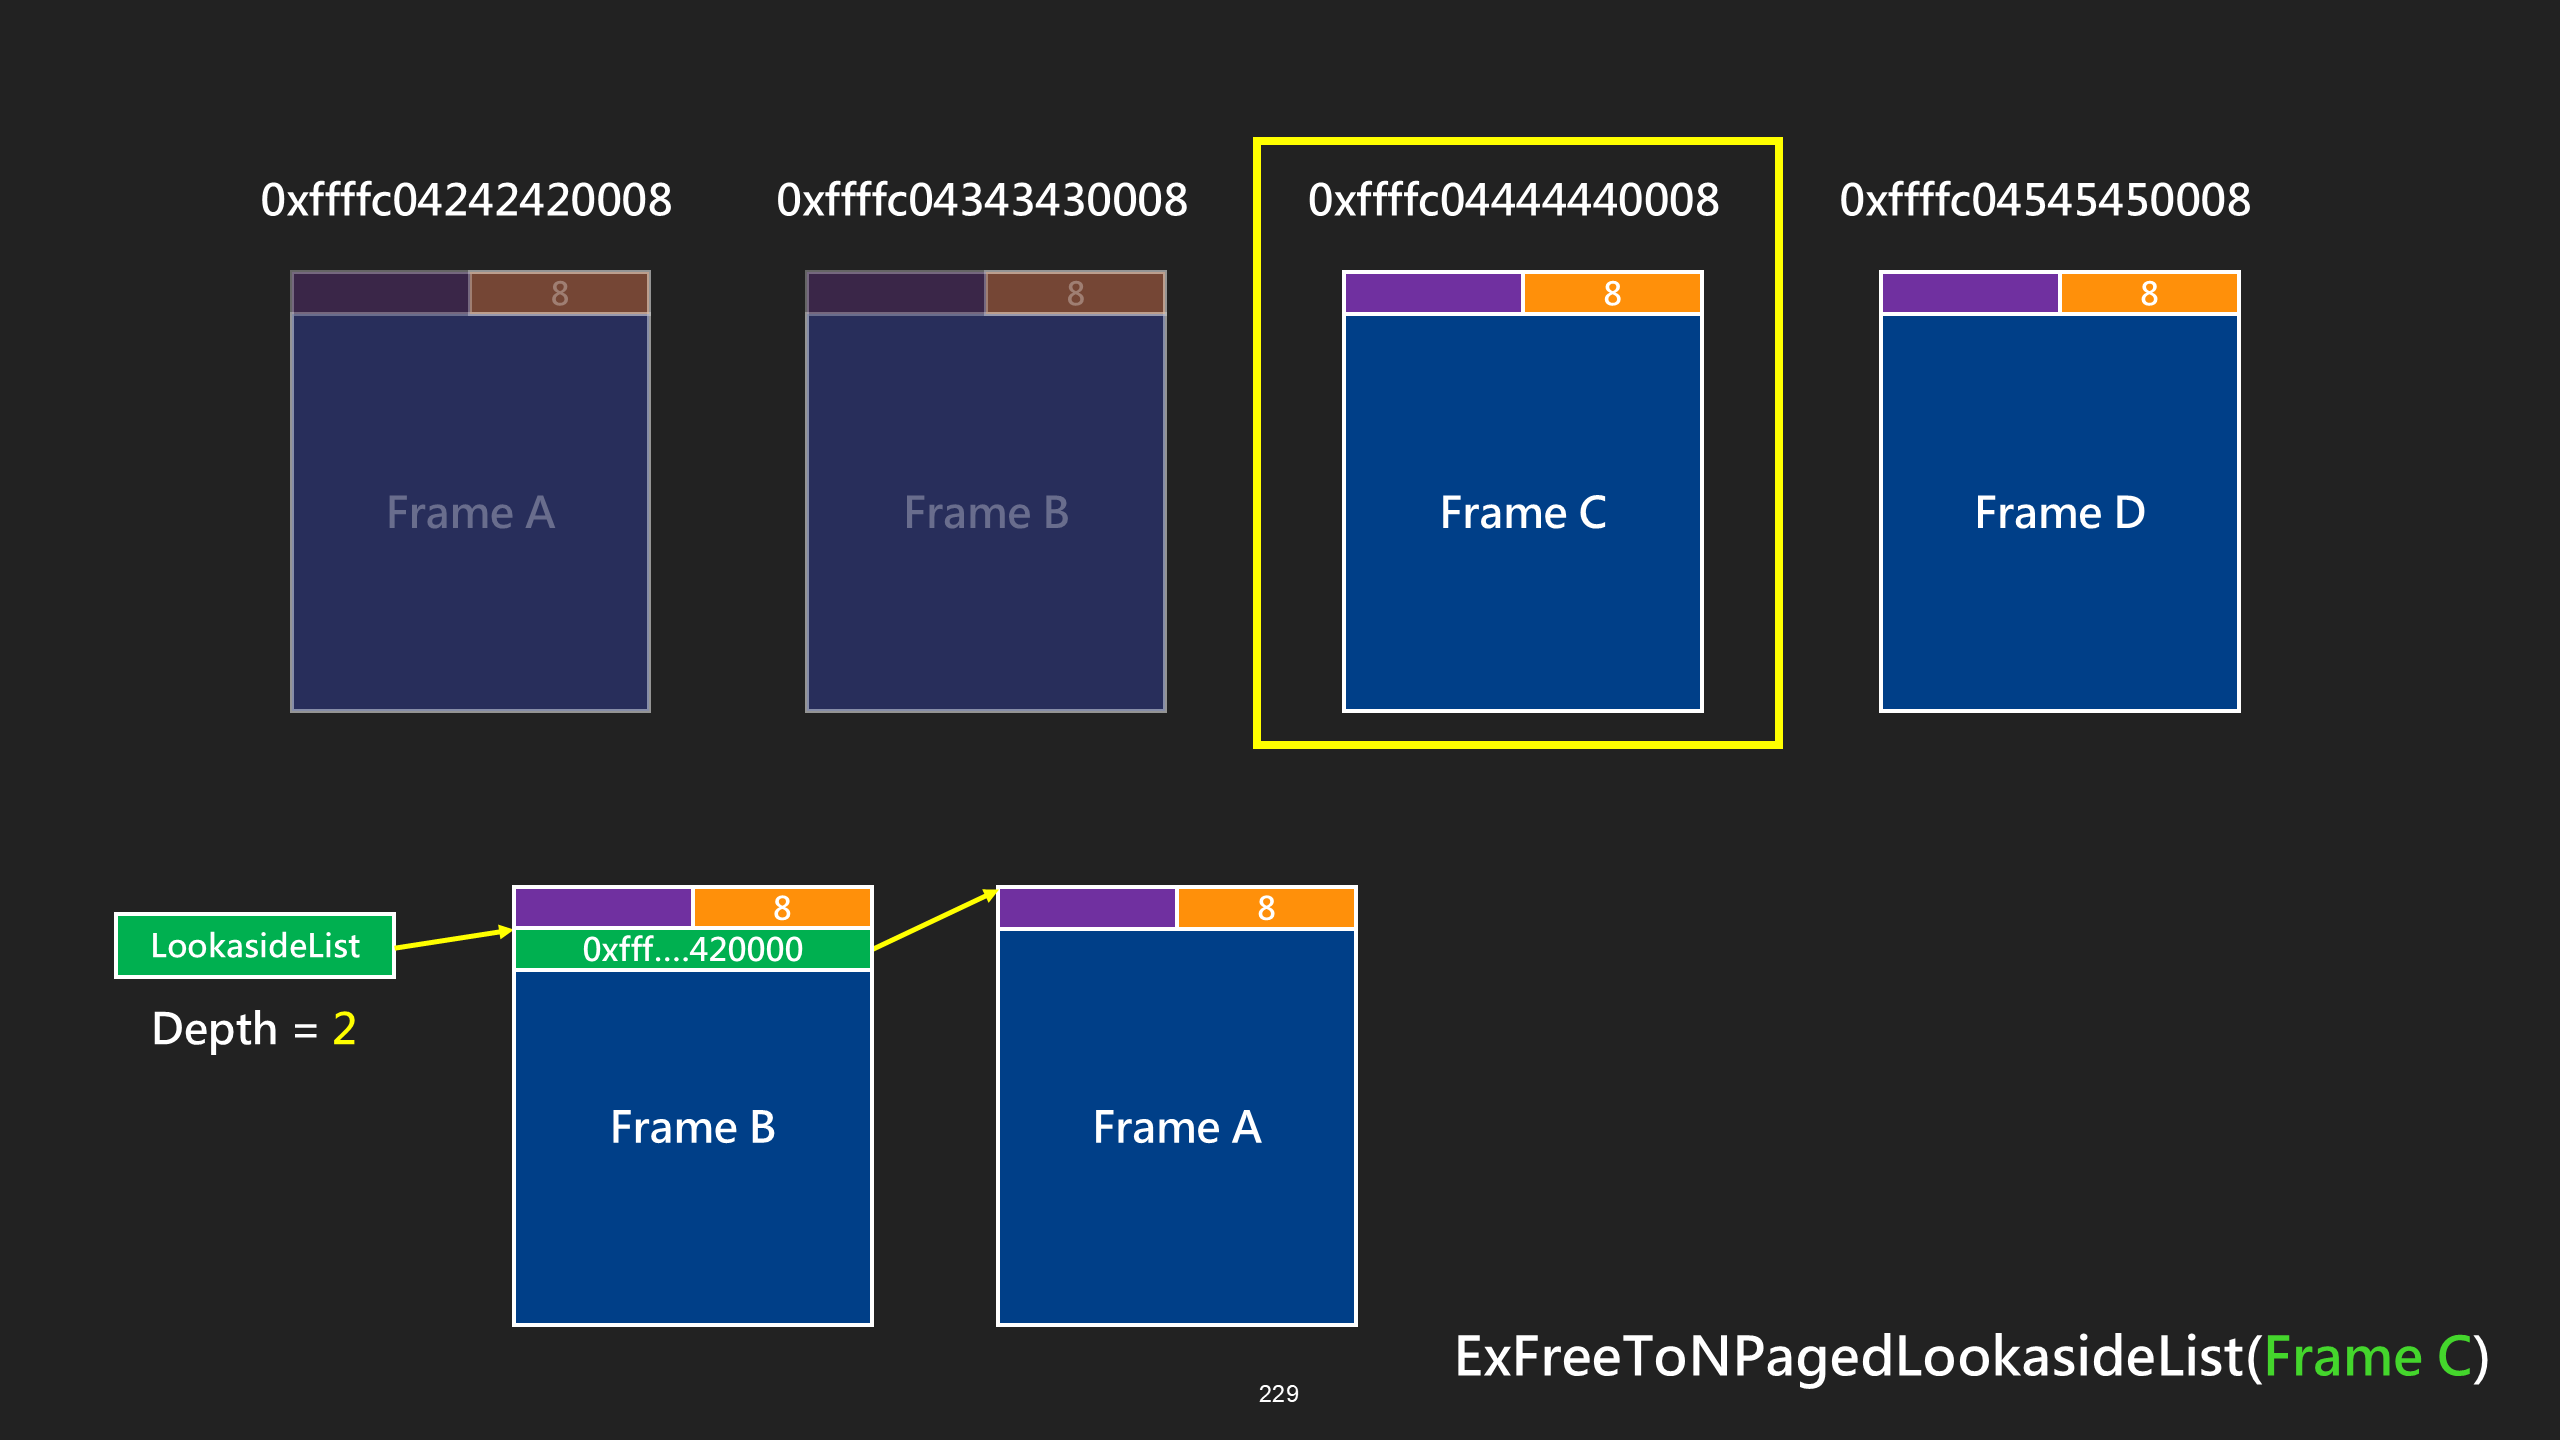 0xffffc04242420008
0xffffc04343430008
0xffffc04444440008
0xffffc04545450008
8
8
8
8
Frame A
Frame B
Frame C
Frame D
8
8
LookasideList
0xfff....420000
Depth = 2
Frame B
Frame A
ExFreeToNPagedLookasideList(Frame C)
229